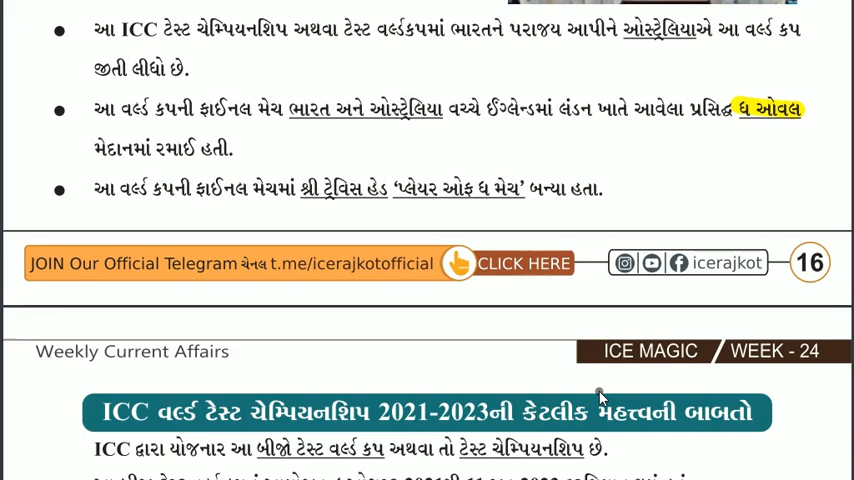 આ ICC ટેસ્ટ ચેમ્પિયનશિપ અથવા ટેસ્ટ વર્લ્ડકપમાં ભારતને પરાજય આપીને ઓસ્ટ્રેલિયાએ આ વર્લ્ડ કપ
જીતી લીધો છે.
આ વર્લ્ડ કપની ફાઈનલ મેચ ભારત અને ઓસ્ટ્રેલિયા વચ્ચે ઈંગ્લેન્ડમાં લંડન ખાતે આવેલા પ્રસિદ્ધ ધ ઓવલ
મેદાનમાં રમાઈ હતી.
આ વર્લ્ડ કપની ફાઈનલ મેચમાં શ્રી ટ્રેવિસ હેડ ‘પ્લેયર ઓફ ધ મેચ’ બન્યા હતા.
JOIN Our Official Telegram ચેનલ t.me/icerajkotofficial CLICK HERE icerajkot 16
Weekly Current Affairs ICE MAGIC WEEK - 24
ICC વર્લ્ડ ટેસ્ટ ચેમ્પિયનશિપ 2021-2023ની કેટલીક મહત્ત્વની બાબતો
ICC દ્વારા યોજનાર આ બીજો ટેસ્ટ વર્લ્ડ કપ અથવા તો ટેસ્ટ ચેમ્પિયનશિપ છે.